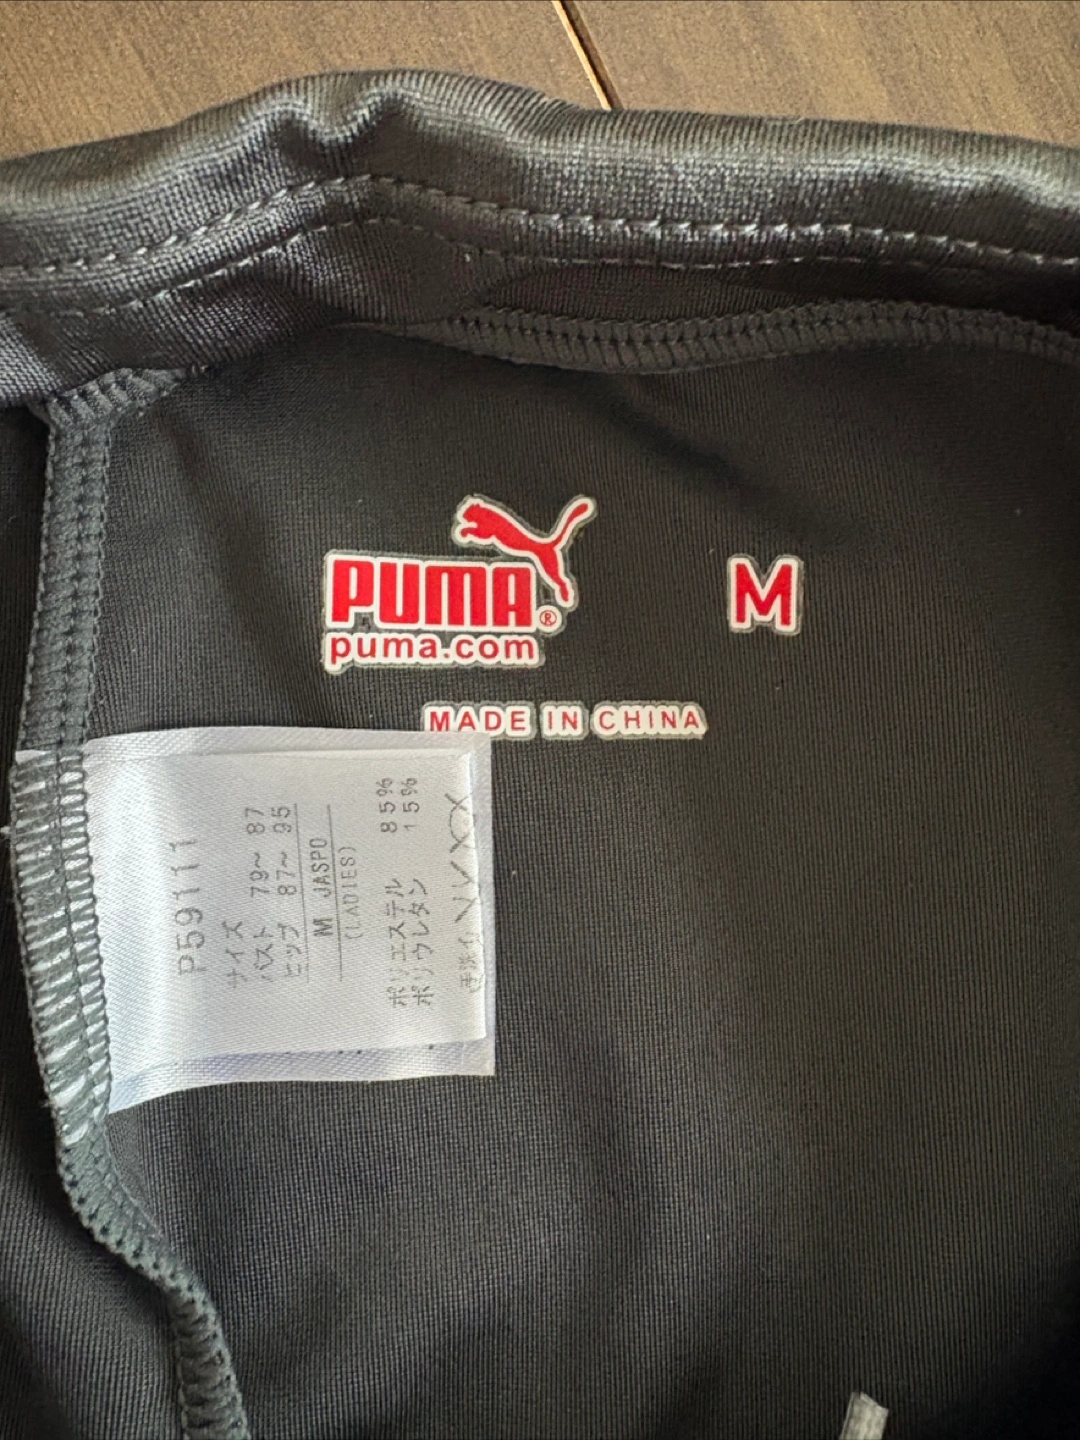 PUMA®
puma.com
M
MADE IN CHINA
P59111
サイズ
バスト 79~ 87
ヒップ 87~ 95
M JASPO
(LADIES)
ポリエステル 85%
ポリウレタン 15%